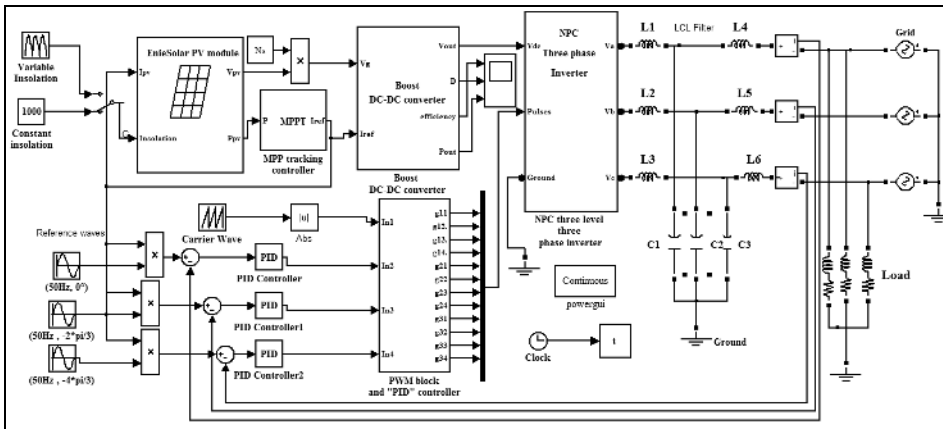 Variable
Insolation
1000
Constant
insolation
EnieSolar PV module
Ipv
Vpv
Insolation
Ppv
Ns
×
P
MPPT
Iref
MPP tracking
controller
Vg
Iref
Boost
DC-DC converter
Vout
D
efficiency
Pout
Boost
DC-DC converter
NPC
Three phase
Inverter
Vdc
Pulses
Ground
Va
Vb
Vc
NPC three level
three
phase inverter
L1
LCL Filter
L4
L2
L5
L3
L6
C1
C2
C3
Ground
Grid
Load
Continuous
powergui
Clock
t
Reference waves
(50Hz, 0°)
(50Hz , -2*pi/3)
(50Hz , -4*pi/3)
×
×
×
Carrier Wave
|u|
Abs
PID
PID Controller
PID
PID Controller1
PID
PID Controller2
In1
In2
In3
In4
g11
g12.
g13.
g14.
g21
g22
g23
g24
g31
g32
g33
g34
PWM block
and "PID" controller